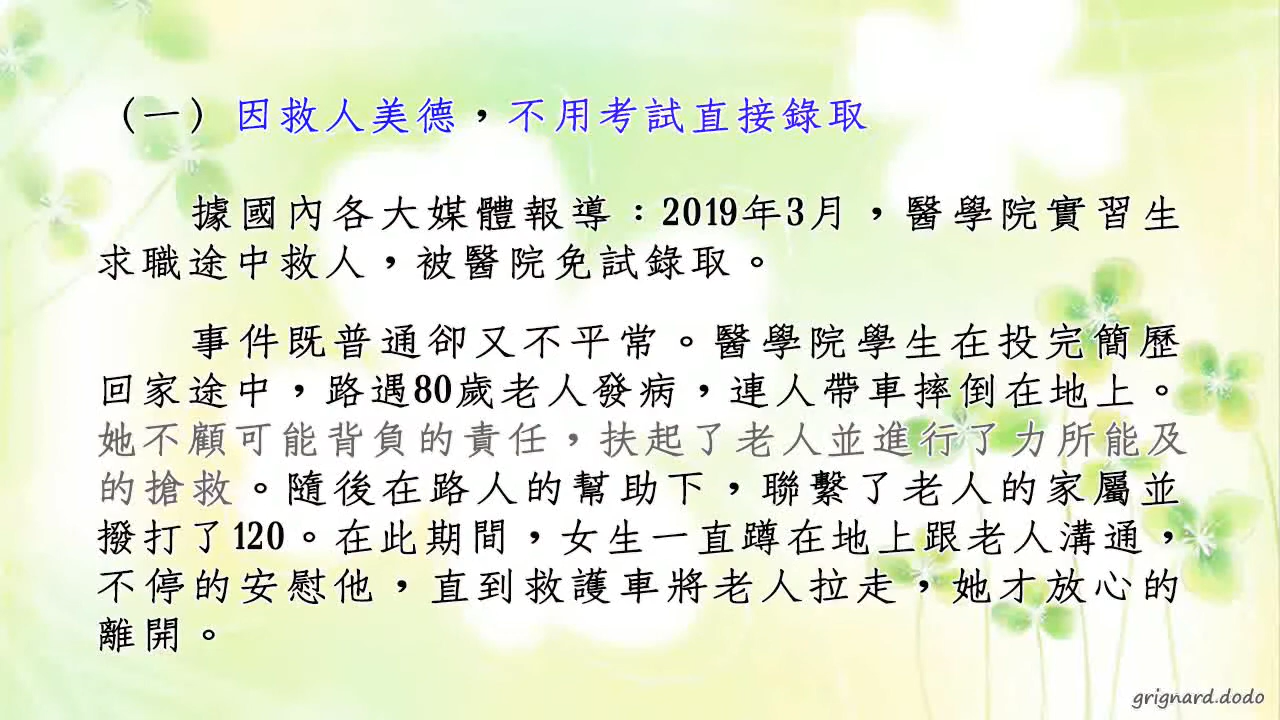 （一）因救人美德，不用考試直接錄取
據國內各大媒體報導：2019年3月，醫學院實習生
求職途中救人，被醫院免試錄取。
事件既普通卻又不平常。醫學院學生在投完簡歷
回家途中，路遇80歲老人發病，連人帶車摔倒在地上。
她不顧可能背負的責任，扶起了老人並進行了力所能及
的搶救。隨後在路人的幫助下，聯繫了老人的家屬並
撥打了120。在此期間，女生一直蹲在地上跟老人溝通，
不停的安慰他，直到救護車將老人拉走，她才放心的
離開。
grignard.dodo